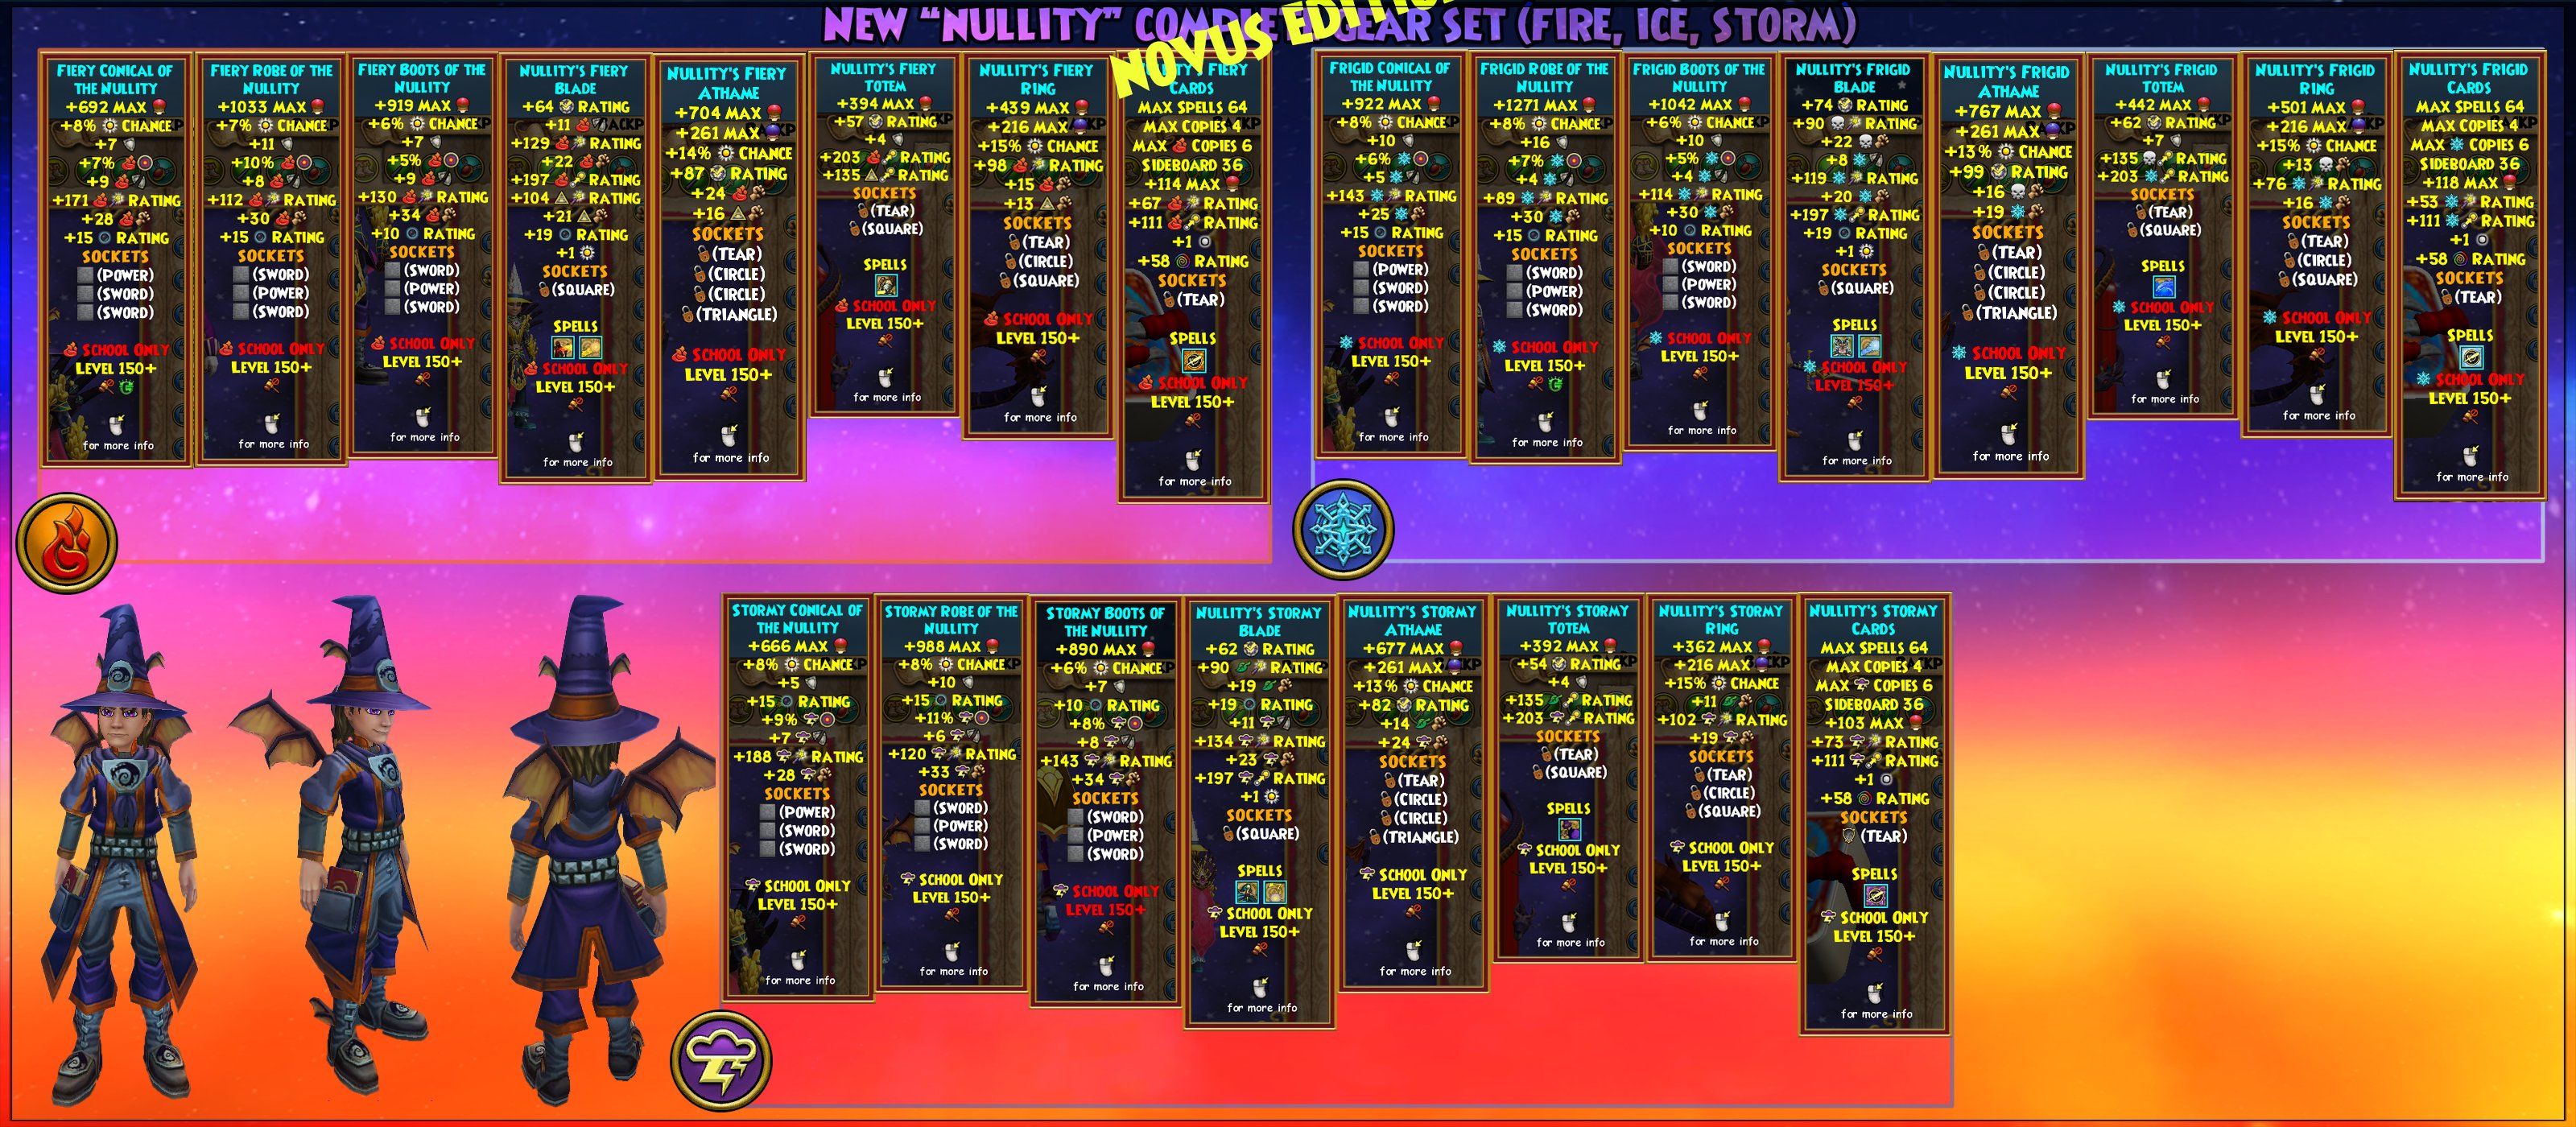 NEW "NULLITY" COMPLETE GEAR SET (FIRE, ICE, STORM)
NOVUS EDITIO
FIERY CONICAL OF
THE NULLITY
+692 MAX
+8% CHANCE
+7
+7%
+9
+171 RATING
+28
+15 RATING
SOCKETS
(POWER)
(SWORD)
(SWORD)
SCHOOL ONLY
LEVEL 150+
for more info
FIERY ROBE OF THE
NULLITY
+1033 MAX
+7% CHANCE
+11
+10%
+8
+112 RATING
+30
+15 RATING
SOCKETS
(SWORD)
(POWER)
(SWORD)
SCHOOL ONLY
LEVEL 150+
for more info
FIERY BOOTS OF THE
NULLITY
+919 MAX
+6% CHANCE
+7
+5%
+9
+130 RATING
+34
+10 RATING
SOCKETS
(SWORD)
(POWER)
(SWORD)
SCHOOL ONLY
LEVEL 150+
for more info
NULLITY'S FIERY
BLADE
+64 RATING
+11
+129 RATING
+22
+197 RATING
+104 RATING
+21
+19 RATING
+1
SOCKETS
(SQUARE)
SPELLS
SCHOOL ONLY
LEVEL 150+
for more info
NULLITY'S FIERY
ATHAME
+704 MAX
+261 MAX
+14% CHANCE
+87 RATING
+24
+16
SOCKETS
(TEAR)
(CIRCLE)
(CIRCLE)
(TRIANGLE)
SCHOOL ONLY
LEVEL 150+
for more info
NULLITY'S FIERY
TOTEM
+394 MAX
+57 RATING
+4
+203 RATING
+135 RATING
SOCKETS
(TEAR)
(SQUARE)
SPELLS
SCHOOL ONLY
LEVEL 150+
for more info
NULLITY'S FIERY
RING
+439 MAX
+216 MAX
+15% CHANCE
+98 RATING
+15
+13
SOCKETS
(TEAR)
(CIRCLE)
(SQUARE)
SCHOOL ONLY
LEVEL 150+
for more info
TY'S FIERY
CARDS
MAX SPELLS 64
MAX COPIES 4
MAX COPIES 6
SIDEBOARD 36
+114 MAX
+67 RATING
+111 RATING
+1
+58 RATING
SOCKETS
(TEAR)
SPELLS
SCHOOL ONLY
LEVEL 150+
for more info
FRIGID CONICAL OF
THE NULLITY
+922 MAX
+8% CHANCE
+10
+6%
+5
+143 RATING
+25
+15 RATING
SOCKETS
(POWER)
(SWORD)
(SWORD)
SCHOOL ONLY
LEVEL 150+
for more info
FRIGID ROBE OF THE
NULLITY
+1271 MAX
+8% CHANCE
+16
+7%
+4
+89 RATING
+30
+15 RATING
SOCKETS
(SWORD)
(POWER)
(SWORD)
SCHOOL ONLY
LEVEL 150+
for more info
FRIGID BOOTS OF THE
NULLITY
+1042 MAX
+6% CHANCE
+10
+5%
+4
+114 RATING
+30
+10 RATING
SOCKETS
(SWORD)
(POWER)
(SWORD)
SCHOOL ONLY
LEVEL 150+
for more info
NULLITY'S FRIGID
BLADE
+74 RATING
+90 RATING
+22
+8
+119 RATING
+20
+197 RATING
+19 RATING
+1
SOCKETS
(SQUARE)
SPELLS
SCHOOL ONLY
LEVEL 150+
for more info
NULLITY'S FRIGID
ATHAME
+767 MAX
+261 MAX
+13% CHANCE
+99 RATING
+16
+19
SOCKETS
(TEAR)
(CIRCLE)
(CIRCLE)
(TRIANGLE)
SCHOOL ONLY
LEVEL 150+
for more info
NULLITY'S FRIGID
TOTEM
+442 MAX
+62 RATING
+7
+135 RATING
+203 RATING
SOCKETS
(TEAR)
(SQUARE)
SPELLS
SCHOOL ONLY
LEVEL 150+
for more info
NULLITY'S FRIGID
RING
+501 MAX
+216 MAX
+15% CHANCE
+13
+76 RATING
+16
SOCKETS
(TEAR)
(CIRCLE)
(SQUARE)
SCHOOL ONLY
LEVEL 150+
for more info
NULLITY'S FRIGID
CARDS
MAX SPELLS 64
MAX COPIES 4
MAX COPIES 6
SIDEBOARD 36
+118 MAX
+53 RATING
+111 RATING
+1
+58 RATING
SOCKETS
(TEAR)
SPELLS
SCHOOL ONLY
LEVEL 150+
for more info
STORMY CONICAL OF
THE NULLITY
+666 MAX
+8% CHANCE
+5
+15 RATING
+9%
+7
+188 RATING
+28
SOCKETS
(POWER)
(SWORD)
(SWORD)
SCHOOL ONLY
LEVEL 150+
for more info
STORMY ROBE OF THE
NULLITY
+988 MAX
+8% CHANCE
+10
+15 RATING
+11%
+6
+120 RATING
+33
SOCKETS
(SWORD)
(POWER)
(SWORD)
SCHOOL ONLY
LEVEL 150+
for more info
STORMY BOOTS OF
THE NULLITY
+890 MAX
+6% CHANCE
+7
+10 RATING
+8%
+8
+143 RATING
+34
SOCKETS
(SWORD)
(POWER)
(SWORD)
SCHOOL ONLY
LEVEL 150+
for more info
NULLITY'S STORMY
BLADE
+62 RATING
+90 RATING
+19
+19 RATING
+11
+134 RATING
+23
+197 RATING
+1
SOCKETS
(SQUARE)
SPELLS
SCHOOL ONLY
LEVEL 150+
for more info
NULLITY'S STORMY
ATHAME
+677 MAX
+261 MAX
+13% CHANCE
+82 RATING
+14
+24
SOCKETS
(TEAR)
(CIRCLE)
(CIRCLE)
(TRIANGLE)
SCHOOL ONLY
LEVEL 150+
for more info
NULLITY'S STORMY
TOTEM
+392 MAX
+54 RATING
+4
+135 RATING
+203 RATING
SOCKETS
(TEAR)
(SQUARE)
SPELLS
SCHOOL ONLY
LEVEL 150+
for more info
NULLITY'S STORMY
RING
+362 MAX
+216 MAX
+15% CHANCE
+11
+102 RATING
+19
SOCKETS
(TEAR)
(CIRCLE)
(SQUARE)
SCHOOL ONLY
LEVEL 150+
for more info
NULLITY'S STORMY
CARDS
MAX SPELLS 64
MAX COPIES 4
MAX COPIES 6
SIDEBOARD 36
+103 MAX
+73 RATING
+111 RATING
+1
+58 RATING
SOCKETS
(TEAR)
SPELLS
SCHOOL ONLY
LEVEL 150+
for more info